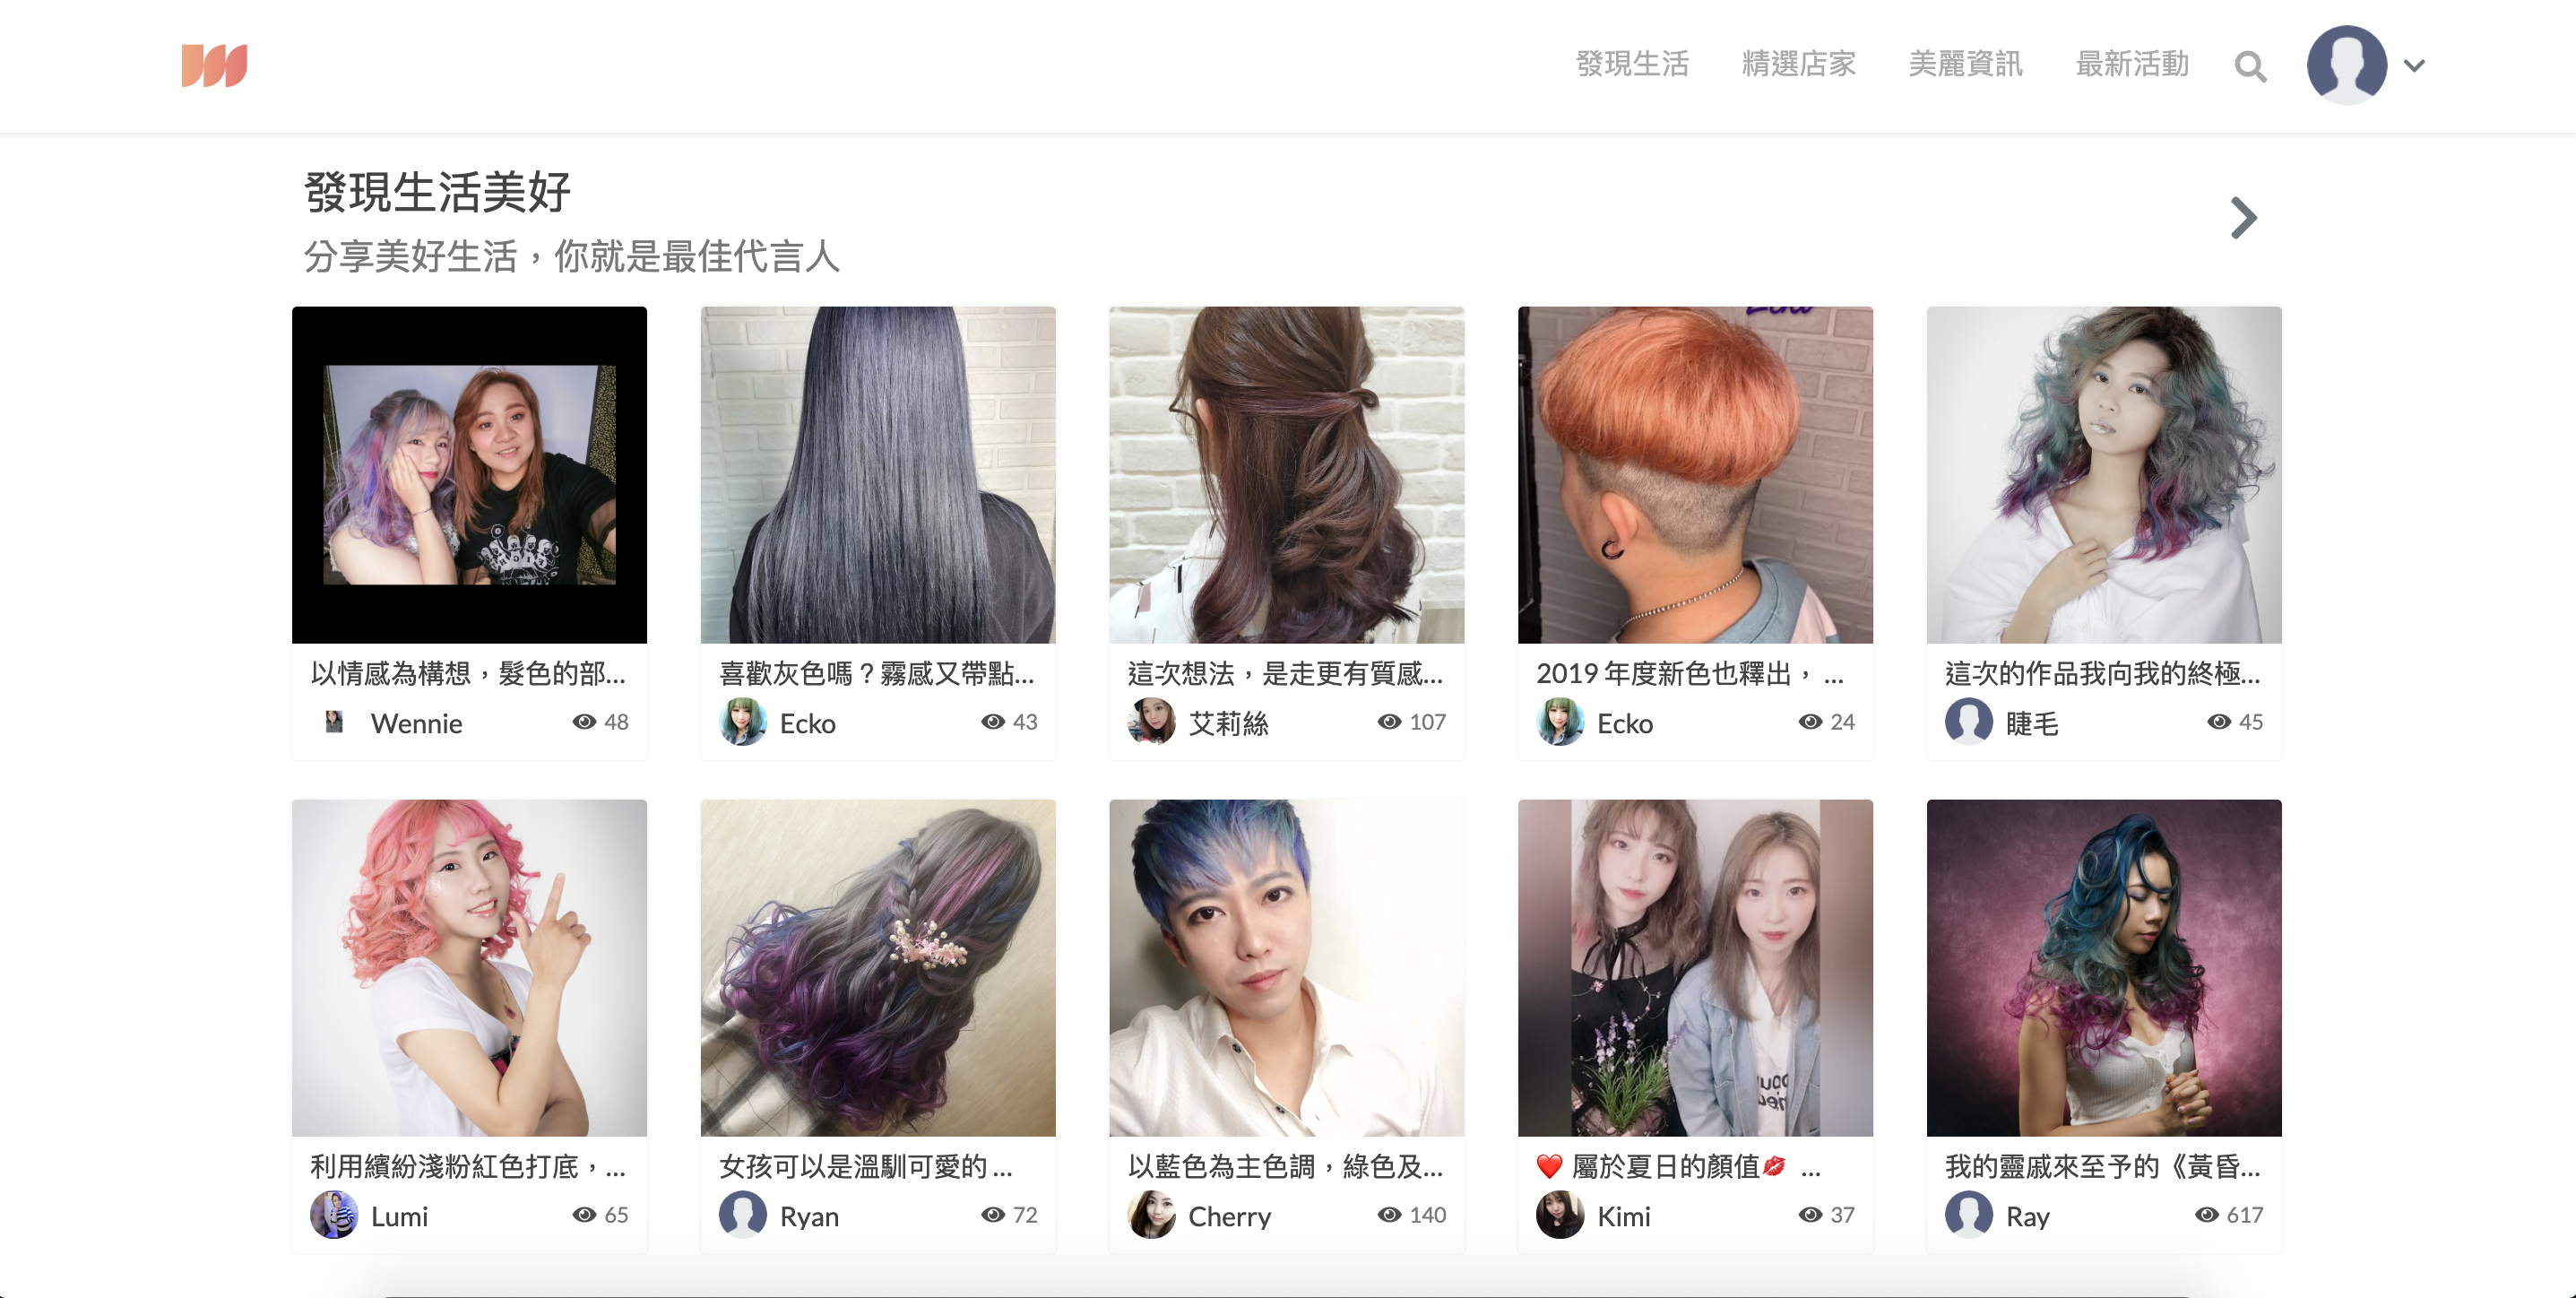 發現生活 精選店家 美麗資訊 最新活動
發現生活美好
分享美好生活，你就是最佳代言人
以情感為構想，髮色的部...
Wennie 48
喜歡灰色嗎？霧感又帶點...
Ecko 43
這次想法，是走更有質感...
艾莉絲 107
2019 年度新色也釋出， ...
Ecko 24
這次的作品我向我的終極...
睫毛 45
利用繽紛淺粉紅色打底，...
Lumi 65
女孩可以是溫馴可愛的 ...
Ryan 72
以藍色為主色調，綠色及...
Cherry 140
❤️ 屬於夏日的顏值💋 ...
Kimi 37
我的靈感來至予的《黃昏...
Ray 617